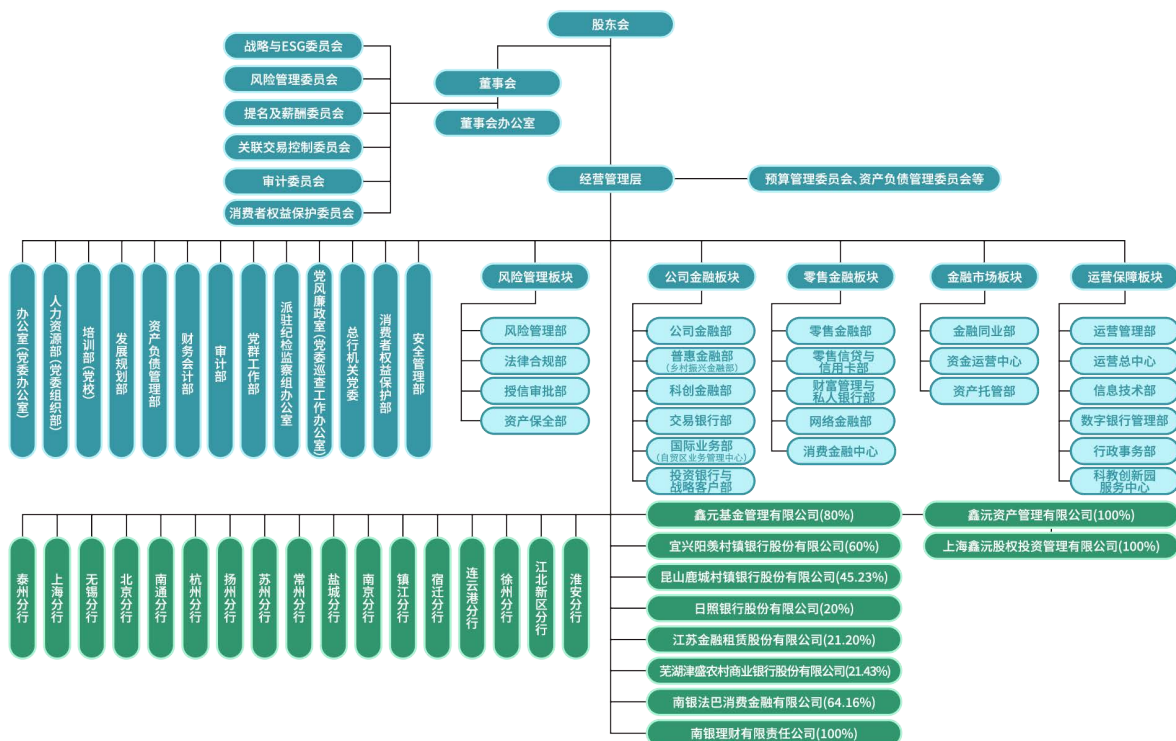 股东会
战略与ESG委员会
风险管理委员会
提名及薪酬委员会
关联交易控制委员会
审计委员会
消费者权益保护委员会
董事会
董事会办公室
经营管理层
预算管理委员会、资产负债管理委员会等
办公室(党委办公室)
人力资源部(党委组织部)
培训部(党校)
发展规划部
资产负债管理部
财务会计部
审计部
党群工作部
派驻纪检监察组办公室
党风廉政室(党委巡查工作办公室)
总行机关党委
消费者权益保护部
安全管理部
风险管理板块
风险管理部
法律合规部
授信审批部
资产保全部
公司金融板块
公司金融部
普惠金融部
(乡村振兴金融部)
科创金融部
交易银行部
国际业务部
(自贸区业务管理中心)
投资银行与
战略客户部
零售金融板块
零售金融部
零售信贷与
信用卡部
财富管理与
私人银行部
网络金融部
消费金融中心
金融市场板块
金融同业部
资金运营中心
资产托管部
运营保障板块
运营管理部
运营总中心
信息技术部
数字银行管理部
行政事务部
科教创新园
服务中心
泰州分行
上海分行
无锡分行
北京分行
南通分行
杭州分行
扬州分行
苏州分行
常州分行
盐城分行
南京分行
镇江分行
宿迁分行
连云港分行
徐州分行
江北新区分行
淮安分行
鑫元基金管理有限公司(80%)
宜兴阳羡村镇银行股份有限公司(60%)
昆山鹿城村镇银行股份有限公司(45.23%)
日照银行股份有限公司(20%)
江苏金融租赁股份有限公司(21.20%)
芜湖津盛农村商业银行股份有限公司(21.43%)
南银法巴消费金融有限公司(64.16%)
南银理财有限责任公司(100%)
鑫沅资产管理有限公司(100%)
上海鑫沅股权投资管理有限公司(100%)